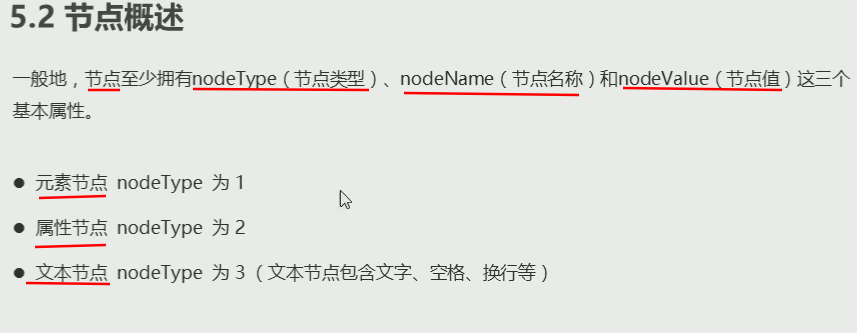 5.2 节点概述
一般地，节点至少拥有nodeType（节点类型）、nodeName（节点名称）和nodeValue（节点值）这三个
基本属性。
● 元素节点 nodeType 为 1
● 属性节点 nodeType 为 2
● 文本节点 nodeType 为 3（文本节点包含文字、空格、换行等）